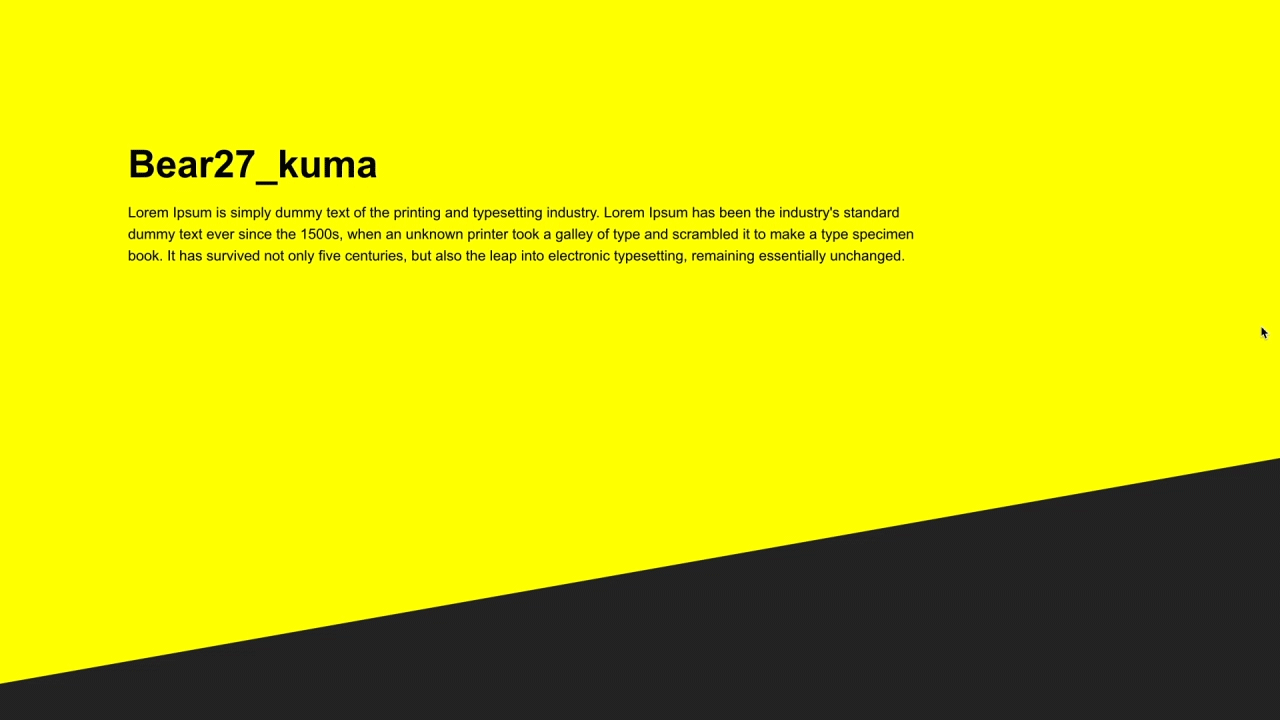 Bear27_kuma
Lorem Ipsum is simply dummy text of the printing and typesetting industry. Lorem Ipsum has been the industry's standard
dummy text ever since the 1500s, when an unknown printer took a galley of type and scrambled it to make a type specimen
book. It has survived not only five centuries, but also the leap into electronic typesetting, remaining essentially unchanged.